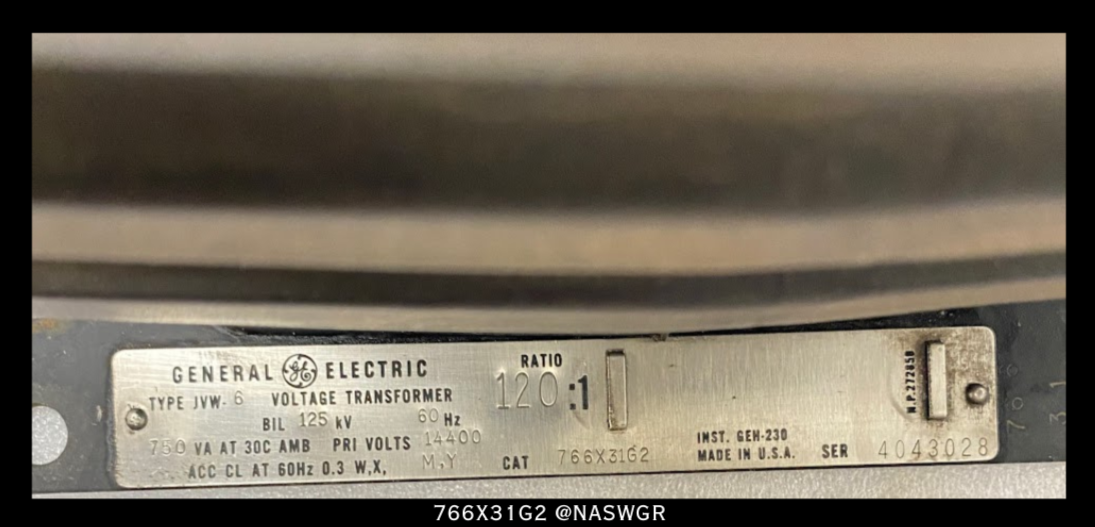 GENERAL GE ELECTRIC
TYPE JVW- 6 VOLTAGE TRANSFORMER
BIL 125 kV 60 Hz
750 VA AT 30C AMB PRI VOLTS 14400
ACC CL AT 60Hz 0.3 W,X, M,Y
RATIO
120:1
CAT 766X31G2
INST. GEH-230
MADE IN U.S.A. SER 4043028
N.P.272850
766X31G2 @NASWGR